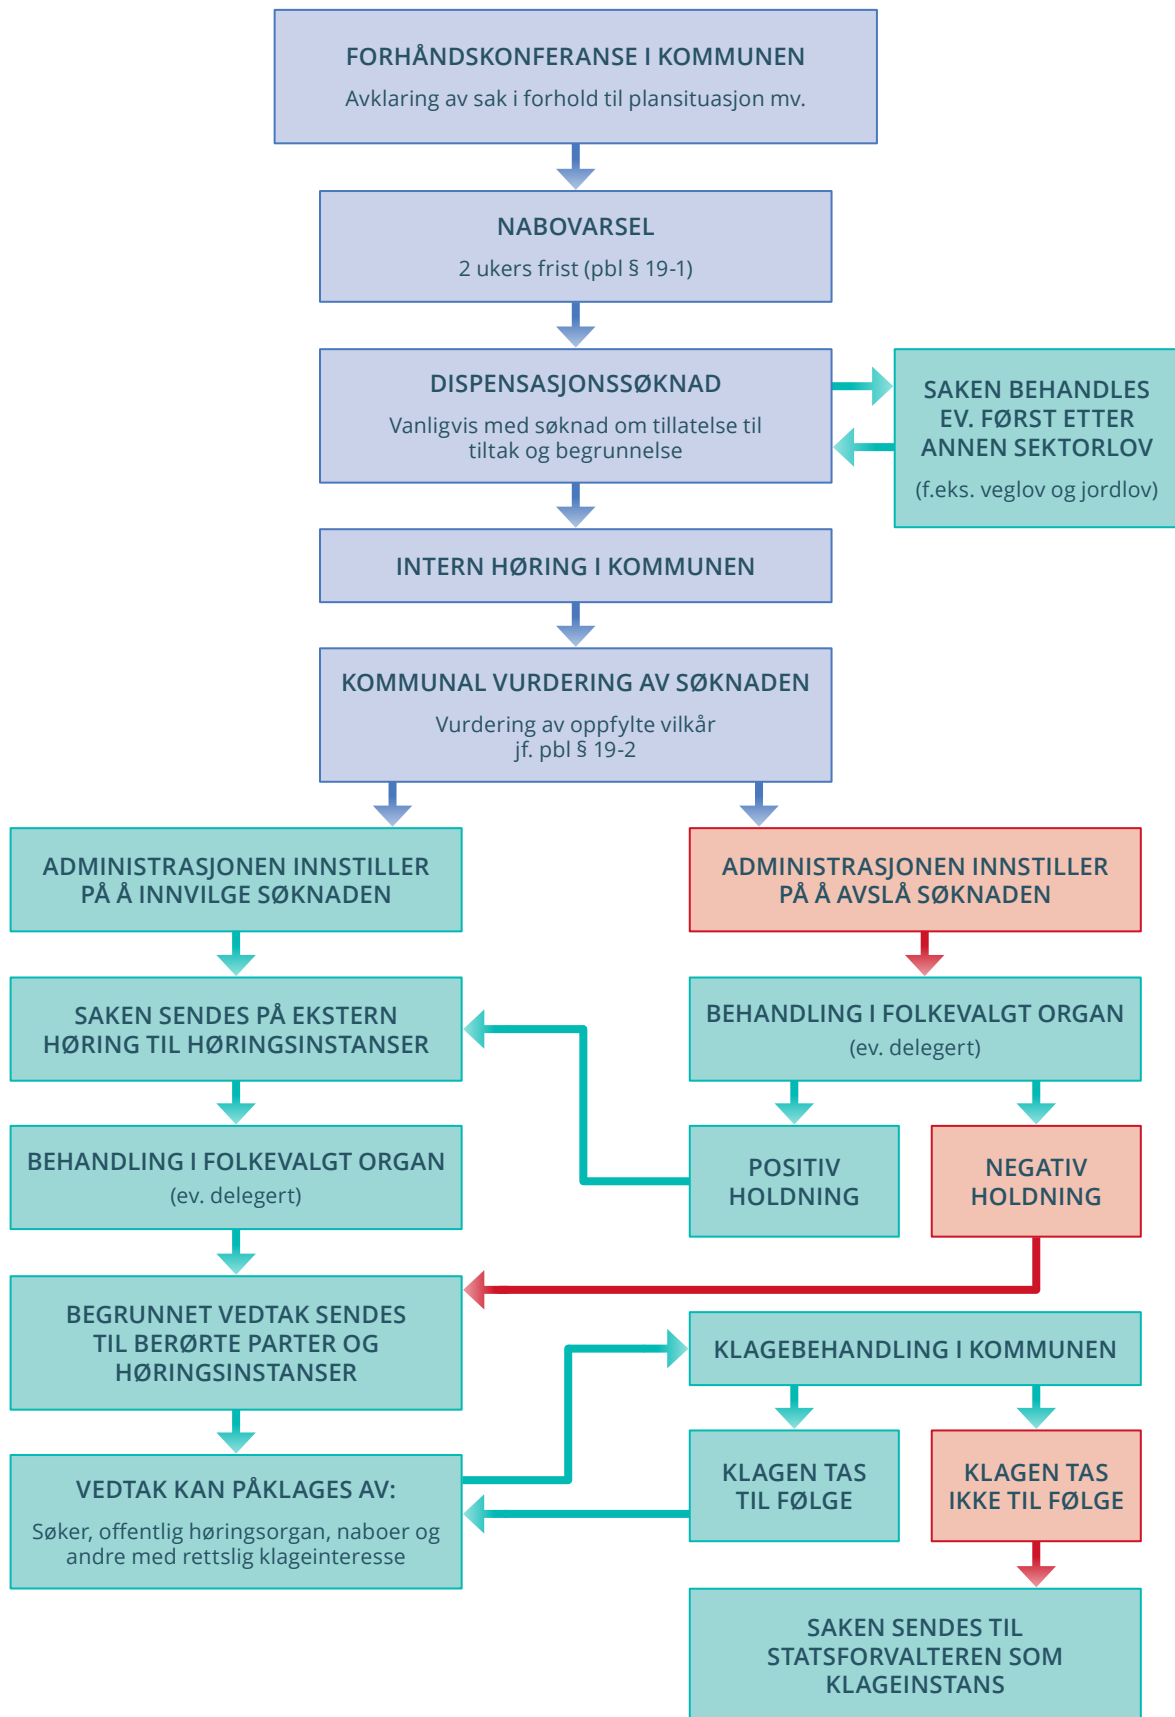 FORHÅNDSKONFERANSE I KOMMUNEN
Avklaring av sak i forhold til plansituasjon mv.
NABOVARSEL
2 ukers frist (pbl § 19-1)
DISPENSASJONSSØKNAD
Vanligvis med søknad om tillatelse til
tiltak og begrunnelse
SAKEN BEHANDLES
EV. FØRST ETTER
ANNEN SEKTORLOV
(f.eks. veglov og jordlov)
INTERN HØRING I KOMMUNEN
KOMMUNAL VURDERING AV SØKNADEN
Vurdering av oppfylte vilkår
jf. pbl § 19-2
ADMINISTRASJONEN INNSTILLER
PÅ Å INNVILGE SØKNADEN
ADMINISTRASJONEN INNSTILLER
PÅ Å AVSLÅ SØKNADEN
SAKEN SENDES PÅ EKSTERN
HØRING TIL HØRINGSINSTANSER
BEHANDLING I FOLKEVALGT ORGAN
(ev. delegert)
BEHANDLING I FOLKEVALGT ORGAN
(ev. delegert)
POSITIV
HOLDNING
NEGATIV
HOLDNING
BEGRUNNET VEDTAK SENDES
TIL BERØRTE PARTER OG
HØRINGSINSTANSER
KLAGEBEHANDLING I KOMMUNEN
VEDTAK KAN PÅKLAGES AV:
Søker, offentlig høringsorgan, naboer og
andre med rettslig klageinteresse
KLAGEN TAS
TIL FØLGE
KLAGEN TAS
IKKE TIL FØLGE
SAKEN SENDES TIL
STATSFORVALTEREN SOM
KLAGEINSTANS